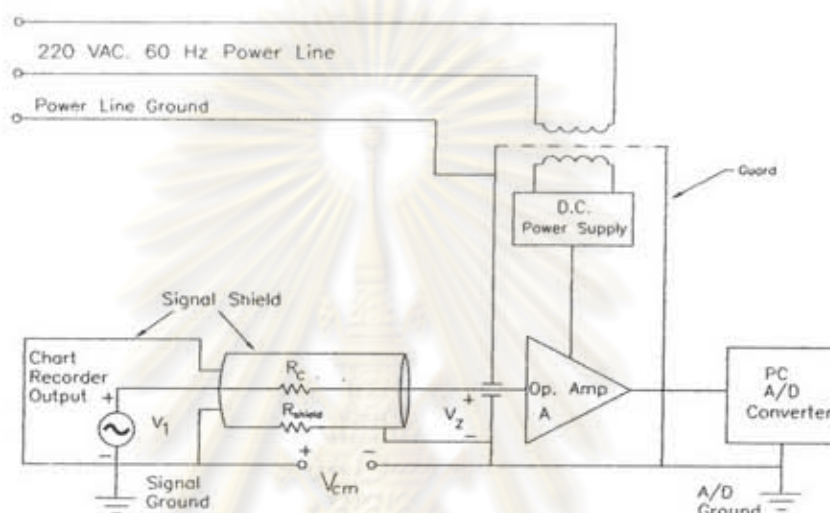 220 VAC. 60 Hz Power Line
Power Line Ground
Guard
D.C.
Power Supply
Signal Shield
Chart
Recorder
Output
+
V1
-
RC
Rshield
+
V2
-
Op. Amp
A
PC
A/D
Converter
Signal
Ground
+
-
Vcm
A/D
Ground